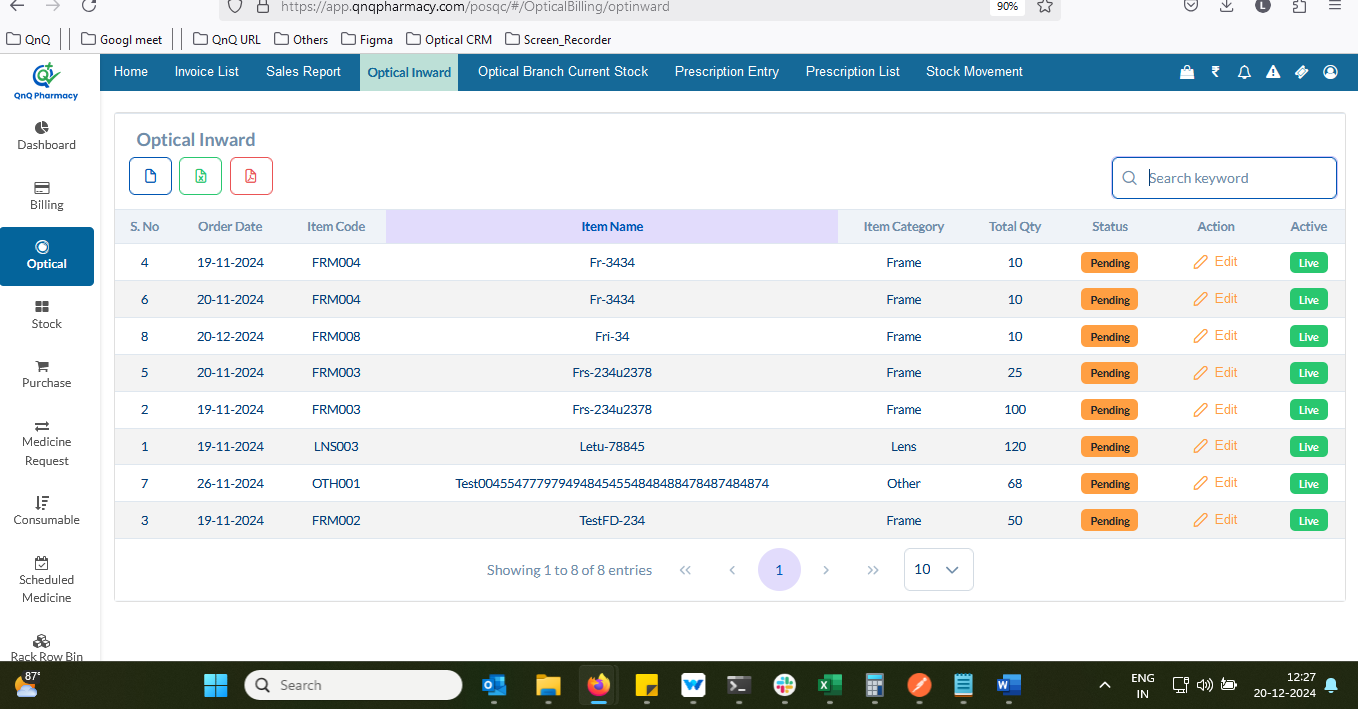 https://app.qnqpharmacy.com/posqc/#/OpticalBilling/optinward 90% L
QnQ Googl meet QnQ URL Others Figma Optical CRM Screen_Recorder
QnQ Pharmacy
Home Invoice List Sales Report Optical Inward Optical Branch Current Stock Prescription Entry Prescription List Stock Movement
Dashboard
Billing
Optical
Stock
Purchase
Medicine
Request
Consumable
Scheduled
Medicine
Rack Row Bin
Optical Inward
Search keyword
S. No Order Date Item Code Item Name Item Category Total Qty Status Action Active
4 19-11-2024 FRM004 Fr-3434 Frame 10 Pending Edit Live
6 20-11-2024 FRM004 Fr-3434 Frame 10 Pending Edit Live
8 20-12-2024 FRM008 Fri-34 Frame 10 Pending Edit Live
5 20-11-2024 FRM003 Frs-234u2378 Frame 25 Pending Edit Live
2 19-11-2024 FRM003 Frs-234u2378 Frame 100 Pending Edit Live
1 19-11-2024 LNS003 Letu-78845 Lens 120 Pending Edit Live
7 26-11-2024 OTH001 Test0045547779794948454554848488478487484874 Other 68 Pending Edit Live
3 19-11-2024 FRM002 TestFD-234 Frame 50 Pending Edit Live
Showing 1 to 8 of 8 entries << < 1 > >> 10
87°
Search
ENG
IN
12:27
20-12-2024